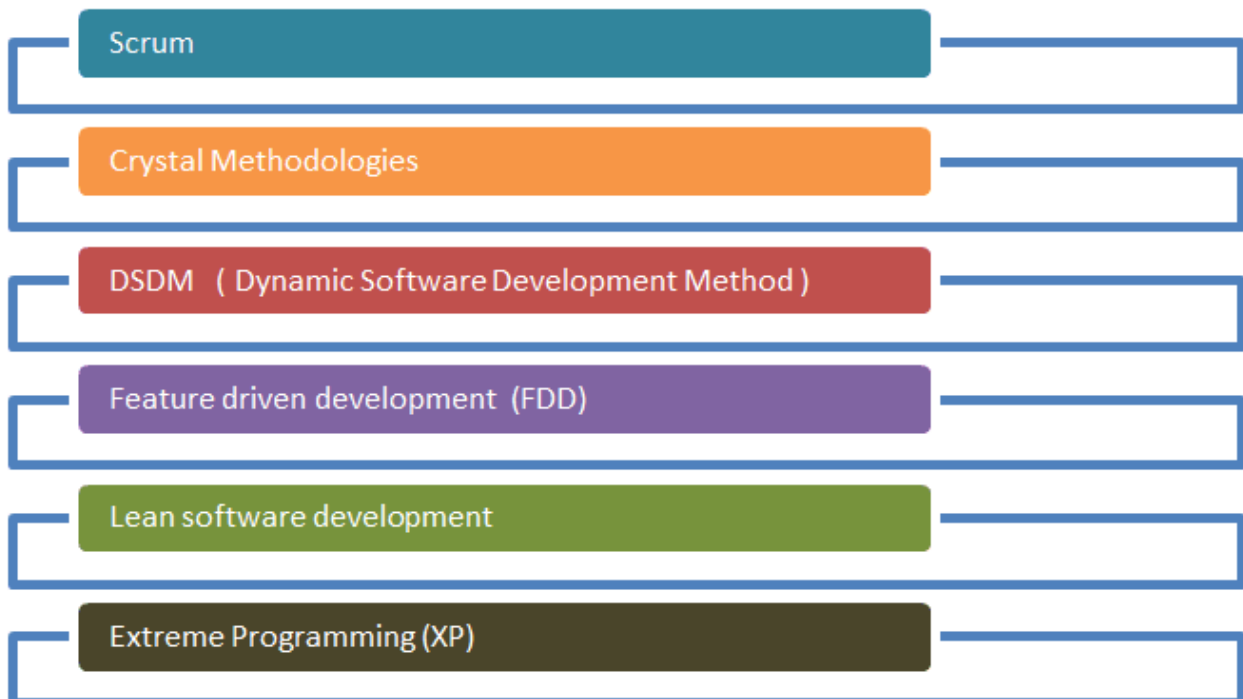 Scrum
Crystal Methodologies
DSDM ( Dynamic Software Development Method )
Feature driven development (FDD)
Lean software development
Extreme Programming (XP)